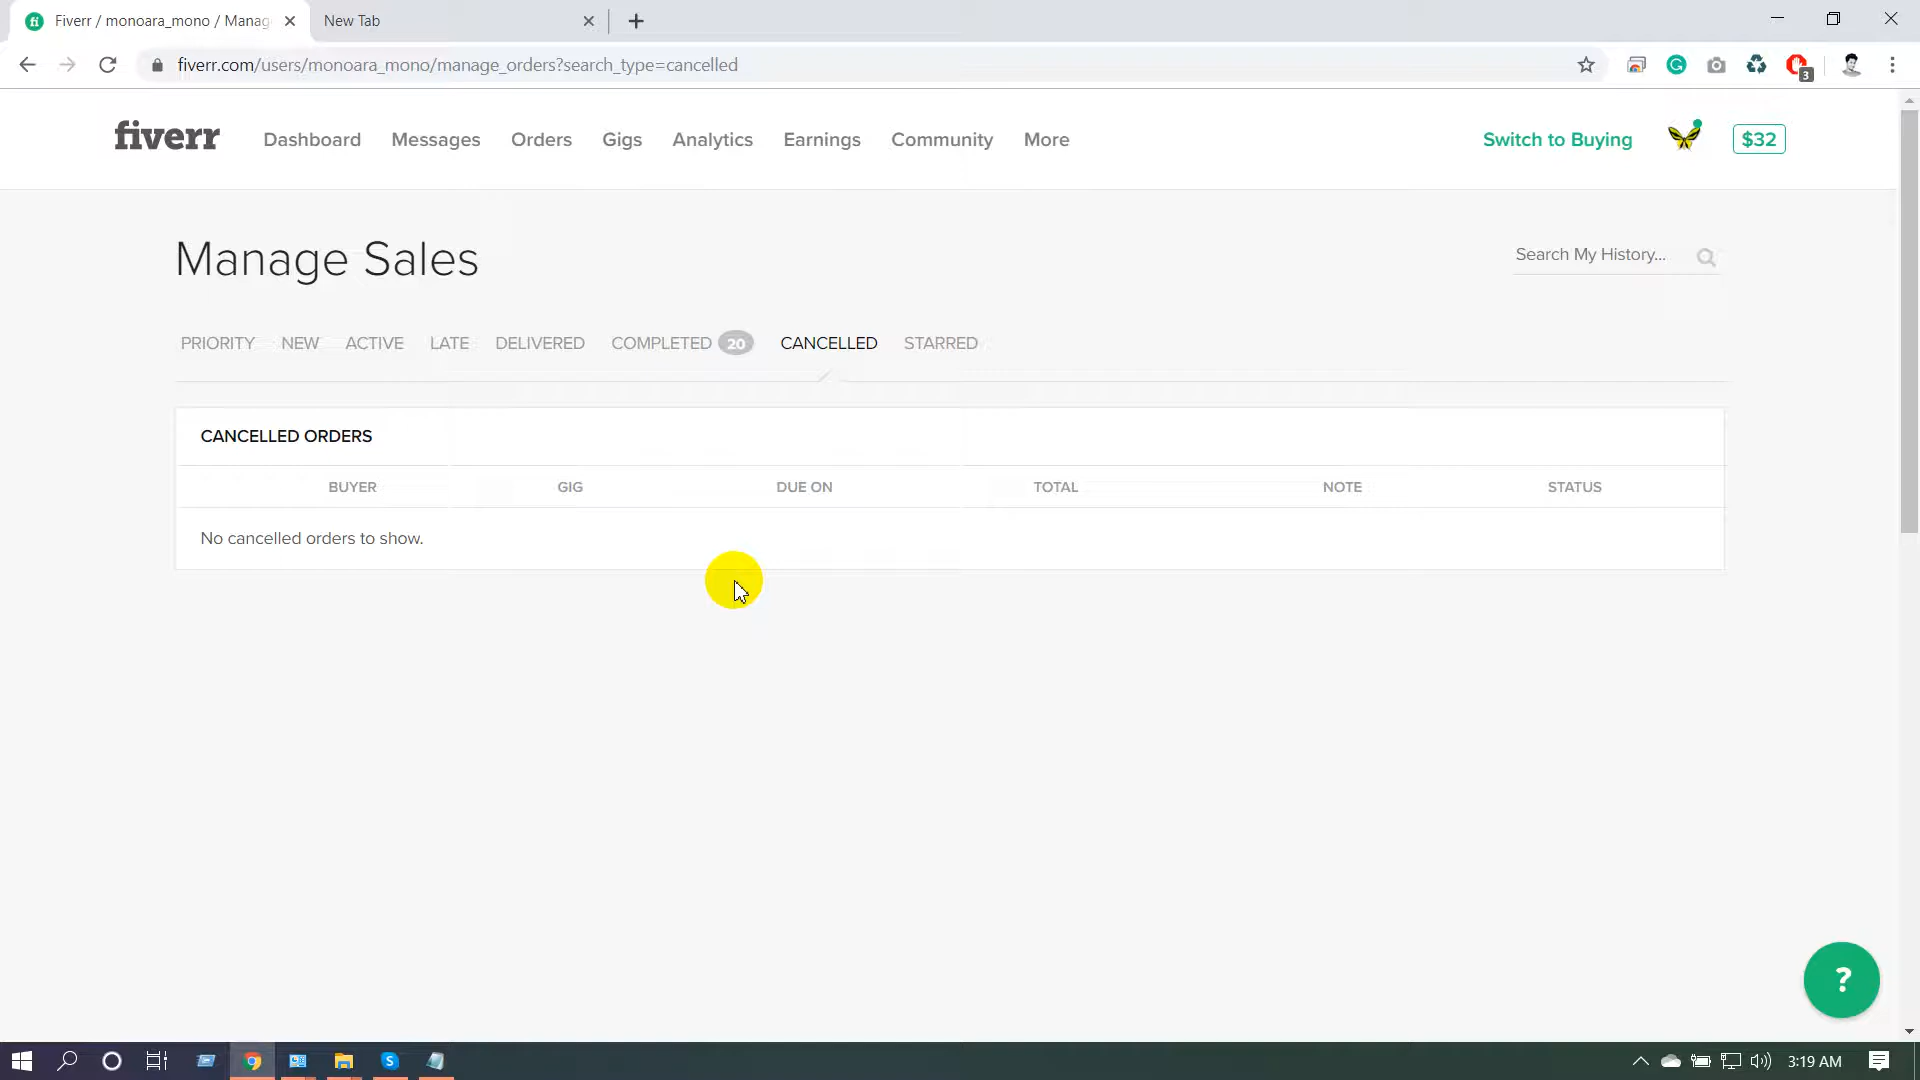 Fiverr / monoara_mono / Manag
New Tab
fiverr.com/users/monoara_mono/manage_orders?search_type=cancelled
3
fiverr Dashboard Messages Orders Gigs Analytics Earnings Community More Switch to Buying $32
Manage Sales
Search My History...
PRIORITY NEW ACTIVE LATE DELIVERED COMPLETED 20 CANCELLED STARRED
CANCELLED ORDERS
BUYER GIG DUE ON TOTAL NOTE STATUS
No cancelled orders to show.
?
3:19 AM